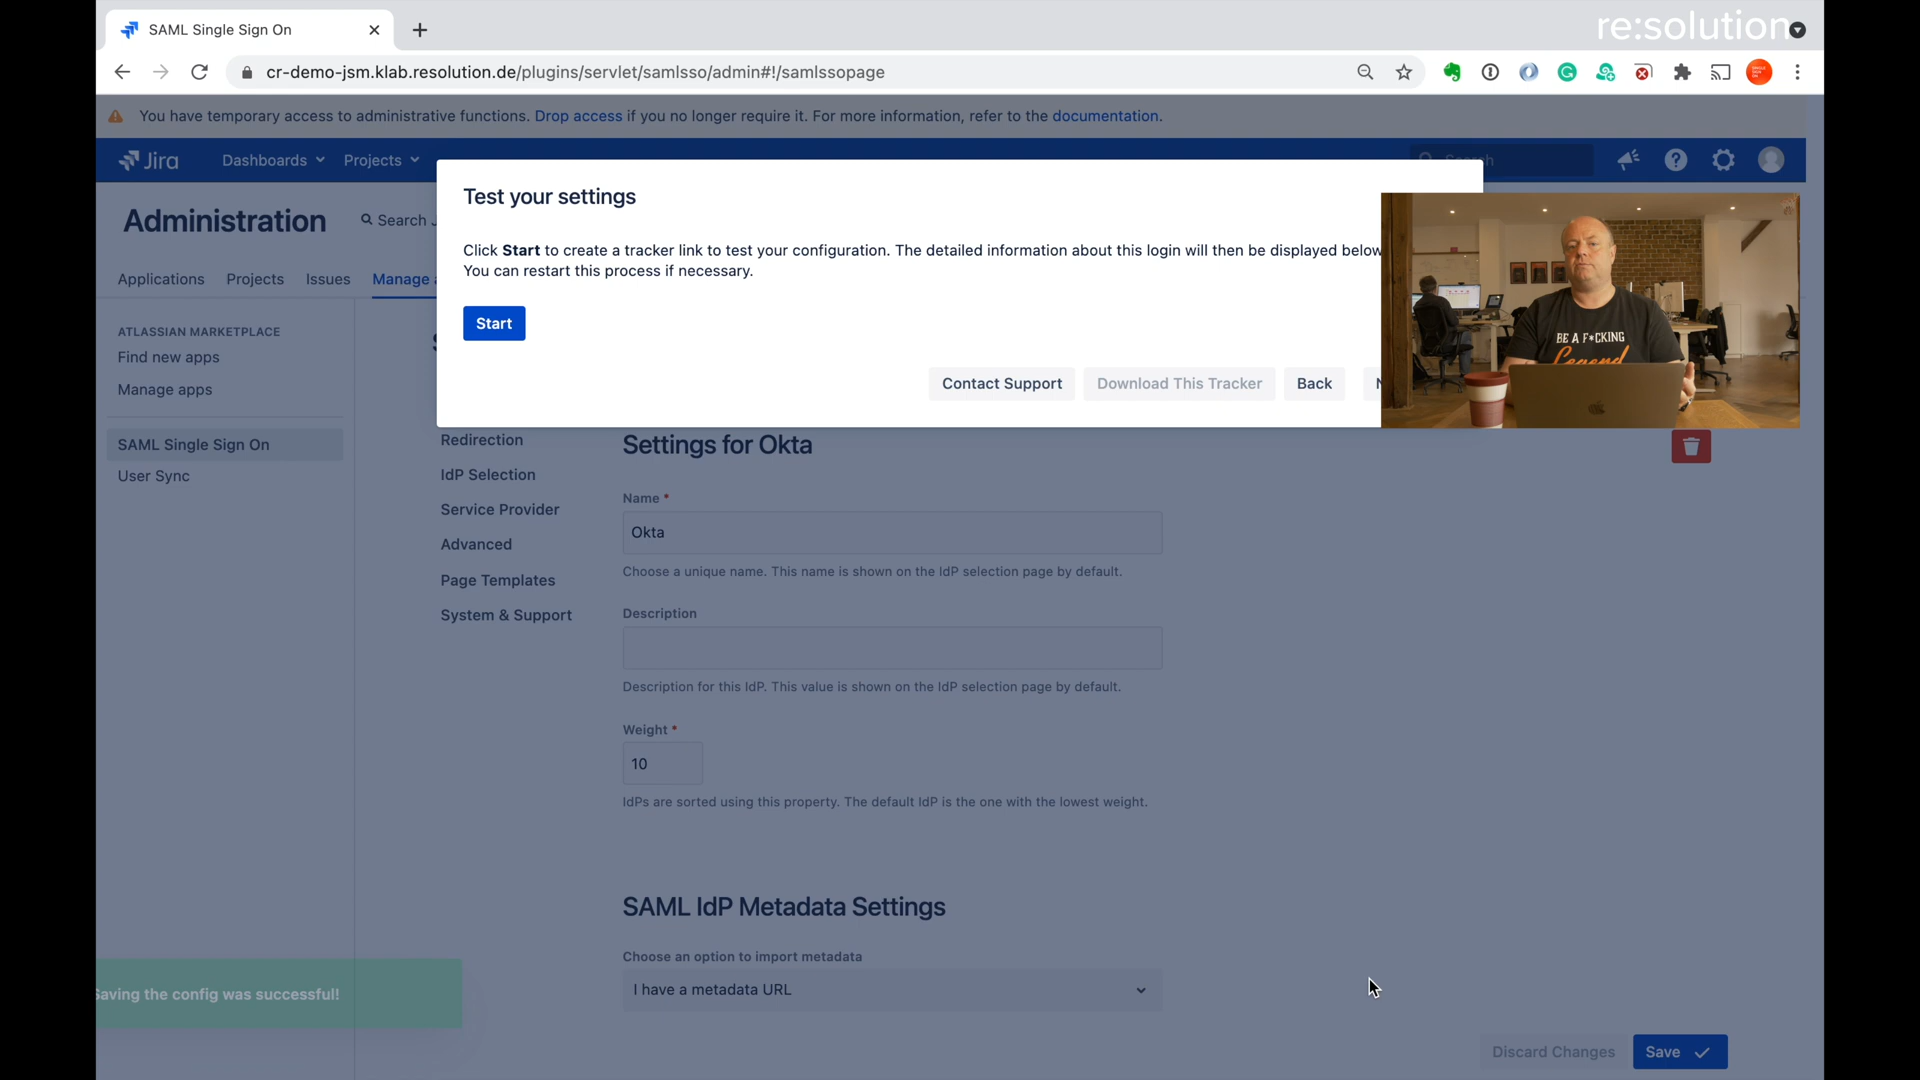 SAML Single Sign On
re:solution
cr-demo-jsm.klab.resolution.de/plugins/servlet/samlsso/admin#!/samlssopage
You have temporary access to administrative functions. Drop access if you no longer require it. For more information, refer to the documentation.
Jira
Dashboards
Projects
Search
Administration
Search
Applications
Projects
Issues
Manage
Test your settings
Click Start to create a tracker link to test your configuration. The detailed information about this login will then be displayed below
You can restart this process if necessary.
Start
Contact Support
Download This Tracker
Back
BE A F*CKING
Legend
ATLASSIAN MARKETPLACE
Find new apps
Manage apps
SAML Single Sign On
User Sync
Redirection
IdP Selection
Service Provider
Advanced
Page Templates
System & Support
Settings for Okta
Name *
Okta
Choose a unique name. This name is shown on the IdP selection page by default.
Description
Description for this IdP. This value is shown on the IdP selection page by default.
Weight *
10
IdPs are sorted using this property. The default IdP is the one with the lowest weight.
SAML IdP Metadata Settings
Choose an option to import metadata
I have a metadata URL
Saving the config was successful!
Discard Changes
Save